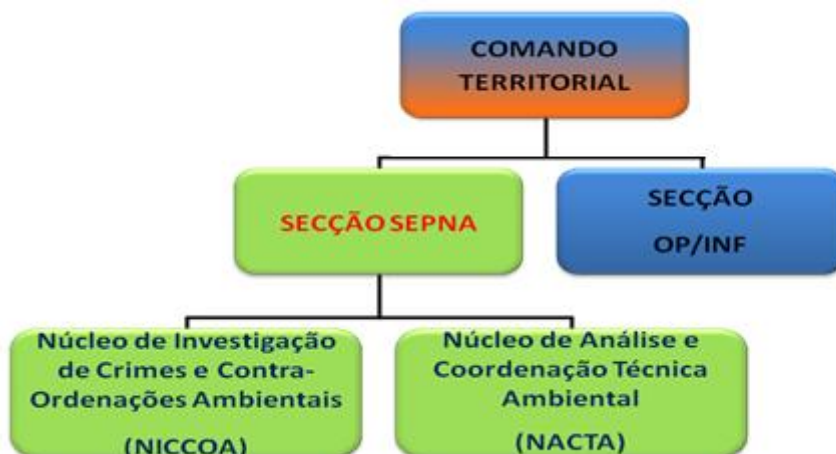 COMANDO
TERRITORIAL
SECÇÃO SEPNA
SECÇÃO
OP/INF
Núcleo de Investigação
de Crimes e Contra-
Ordenações Ambientais
(NICCOA)
Núcleo de Análise e
Coordenação Técnica
Ambiental
(NACTA)